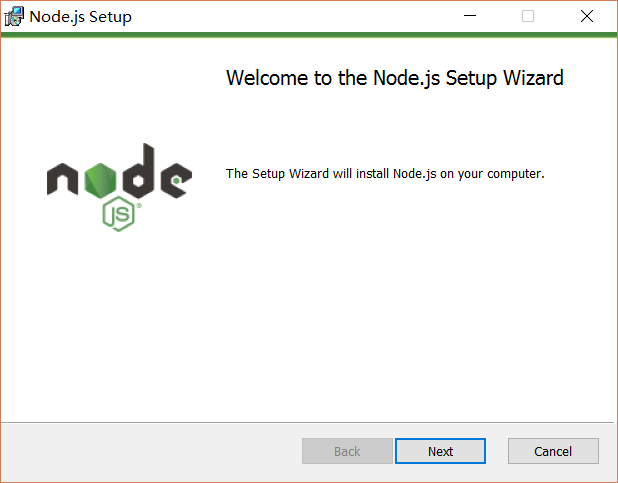 Node.js Setup
Welcome to the Node.js Setup Wizard
node
JS
The Setup Wizard will install Node.js on your computer.
Back
Next
Cancel